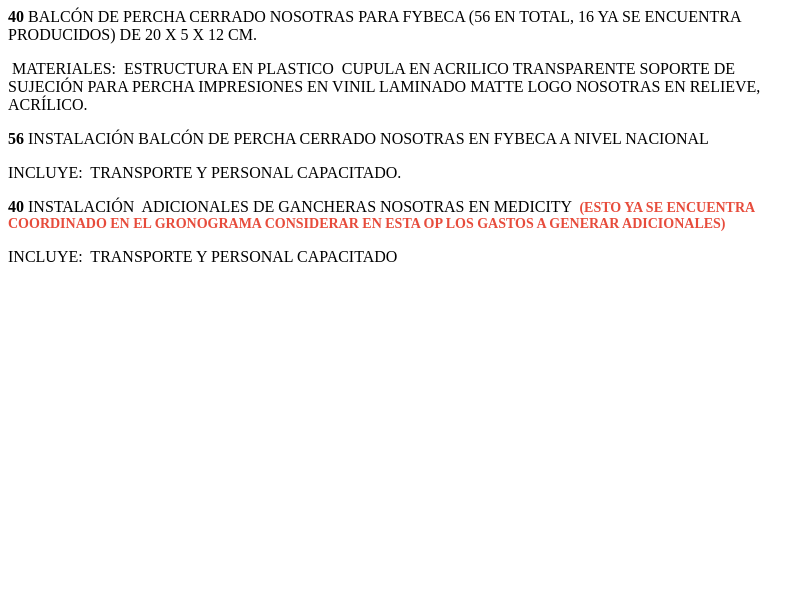 40 BALCÓN DE PERCHA CERRADO NOSOTRAS PARA FYBECA (56 EN TOTAL, 16 YA SE ENCUENTRA
PRODUCIDOS) DE 20 X 5 X 12 CM.
MATERIALES:  ESTRUCTURA EN PLASTICO  CUPULA EN ACRILICO TRANSPARENTE SOPORTE DE
SUJECIÓN PARA PERCHA IMPRESIONES EN VINIL LAMINADO MATTE LOGO NOSOTRAS EN RELIEVE,
ACRÍLICO.
56 INSTALACIÓN BALCÓN DE PERCHA CERRADO NOSOTRAS EN FYBECA A NIVEL NACIONAL
INCLUYE:  TRANSPORTE Y PERSONAL CAPACITADO.
40 INSTALACIÓN  ADICIONALES DE GANCHERAS NOSOTRAS EN MEDICITY  (ESTO YA SE ENCUENTRA
COORDINADO EN EL GRONOGRAMA CONSIDERAR EN ESTA OP LOS GASTOS A GENERAR ADICIONALES)
INCLUYE:  TRANSPORTE Y PERSONAL CAPACITADO